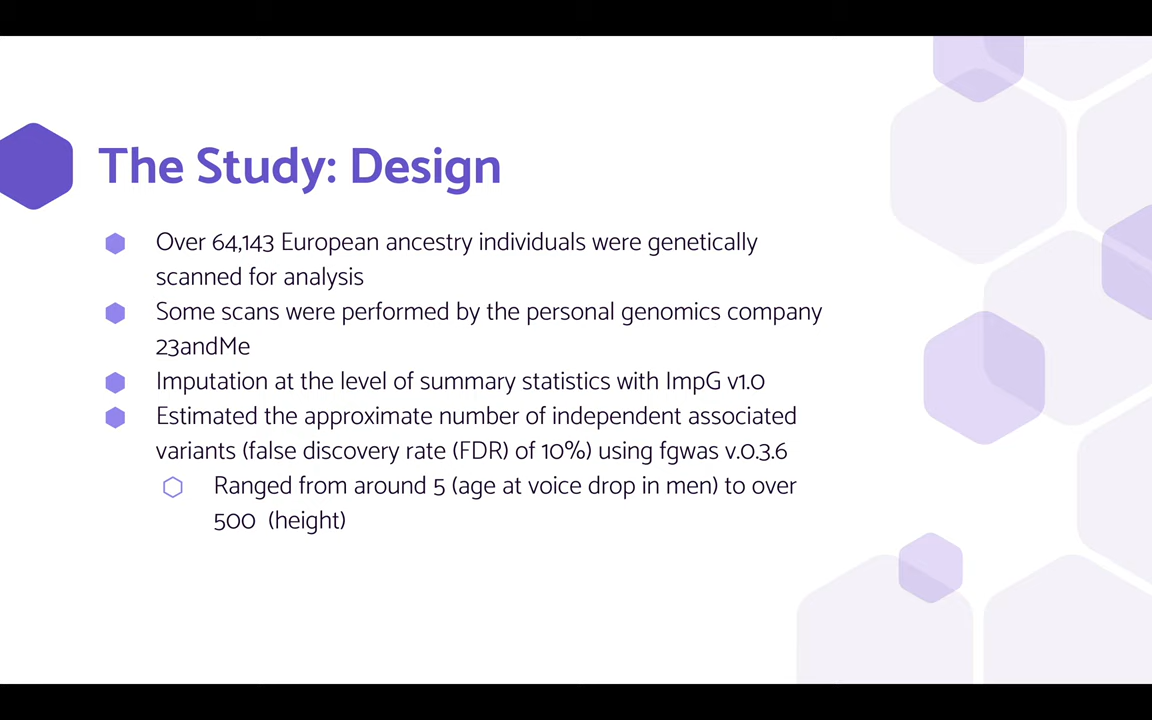 The Study: Design
Over 64,143 European ancestry individuals were genetically
scanned for analysis
Some scans were performed by the personal genomics company
23andMe
Imputation at the level of summary statistics with ImpG v1.0
Estimated the approximate number of independent associated
variants (false discovery rate (FDR) of 10%) using fgwas v.0.3.6
Ranged from around 5 (age at voice drop in men) to over
500 (height)